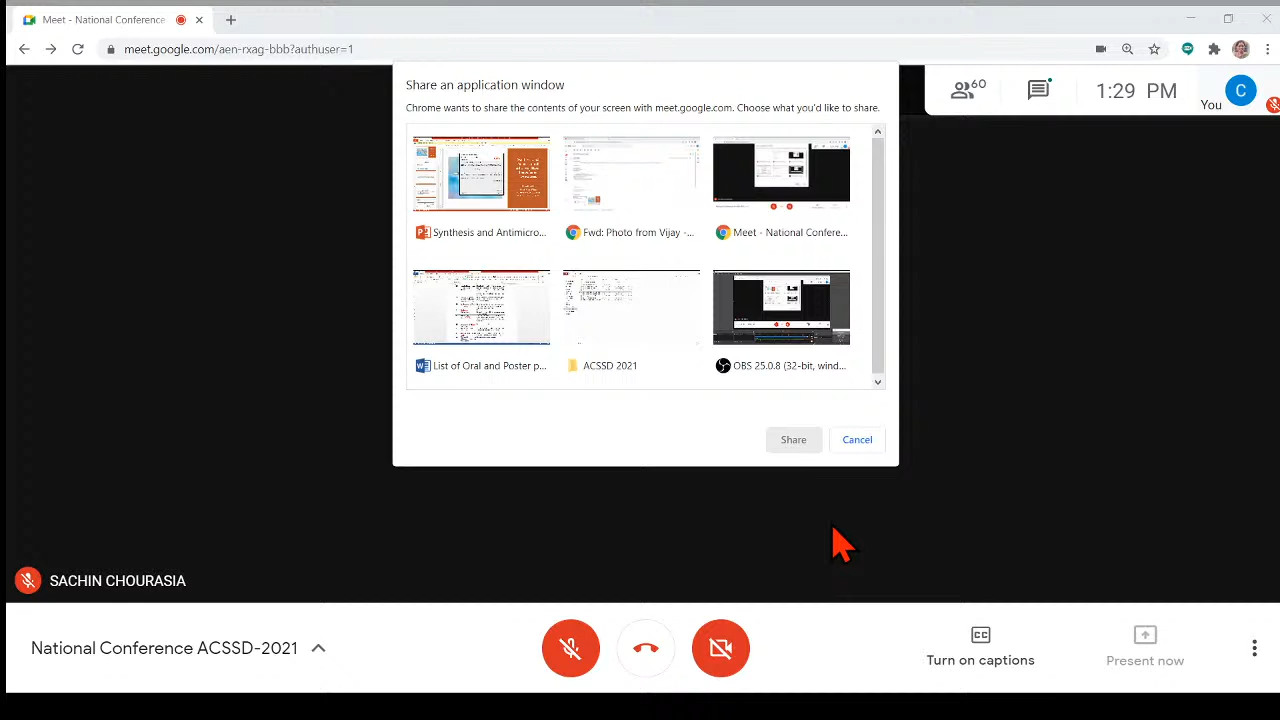 Meet - National Conference
meet.google.com/aen-rxag-bbb?authuser=1
Share an application window
Chrome wants to share the contents of your screen with meet.google.com. Choose what you'd like to share.
60
1:29 PM
You
C
Synthesis and Antimicro...
Fwd: Photo from Vijay -...
Meet - National Confere...
List of Oral and Poster p...
ACSSD 2021
OBS 25.0.8 (32-bit, wind...
Share
Cancel
SACHIN CHOURASIA
National Conference ACSSD-2021
CC
Turn on captions
Present now